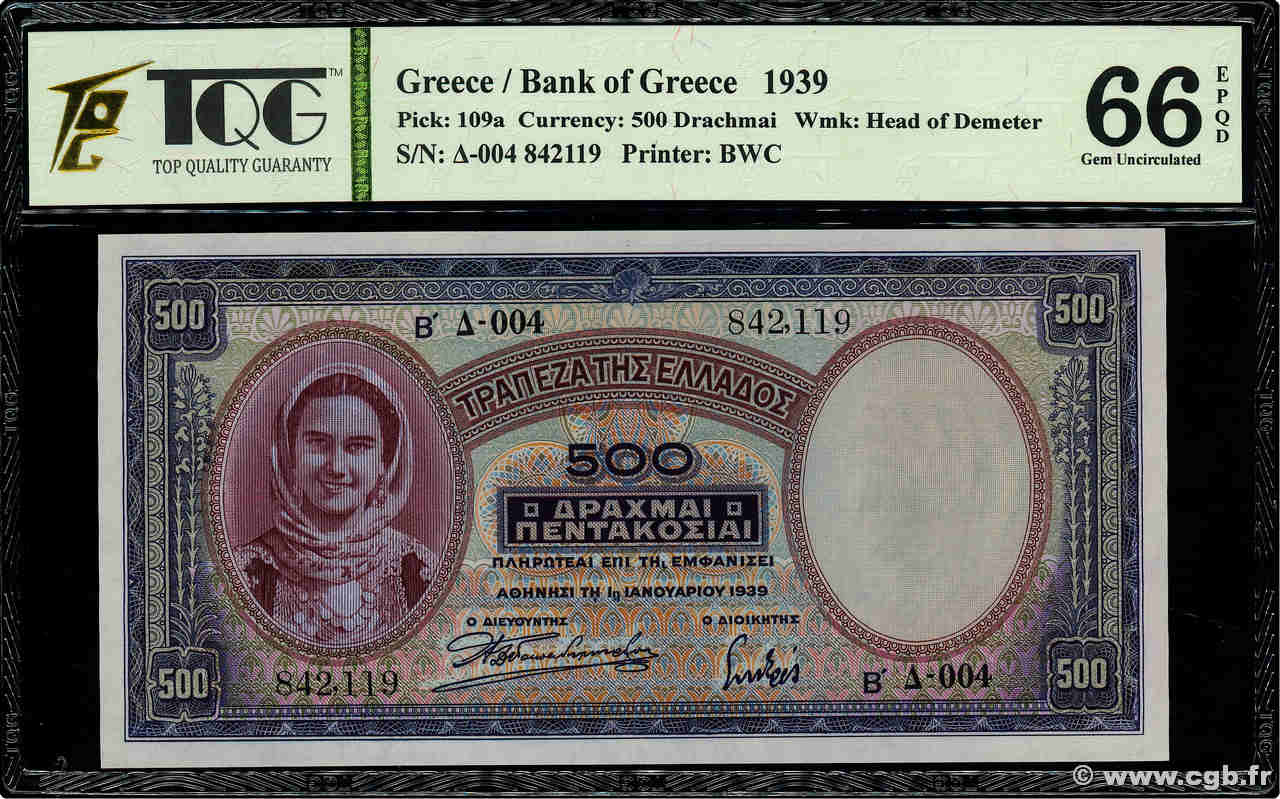 TQG™
TOP QUALITY GUARANTY
Greece / Bank of Greece 1939
Pick: 109a Currency: 500 Drachmai Wmk: Head of Demeter
S/N: Δ-004 842119 Printer: BWC
66
EPQD
Gem Uncirculated
500
500
Β΄ Δ-004
842,119
ΤΡΑΠΕΖΑ ΤΗΣ ΕΛΛΑΔΟΣ
500
ΔΡΑΧΜΑΙ
ΠΕΝΤΑΚΟΣΙΑΙ
ΠΛΗΡΩΤΕΑΙ ΕΠΙ ΤΗι ΕΜΦΑΝΙΣΕΙ
ΑΘΗΝΗΣΙ ΤΗ 1η ΙΑΝΟΥΑΡΙΟΥ 1939
Ο ΔΙΕΥΘΥΝΤΗΣ Ο ΔΙΟΙΚΗΤΗΣ
500
842,119
Β΄ Δ-004
500
© www.cgb.fr